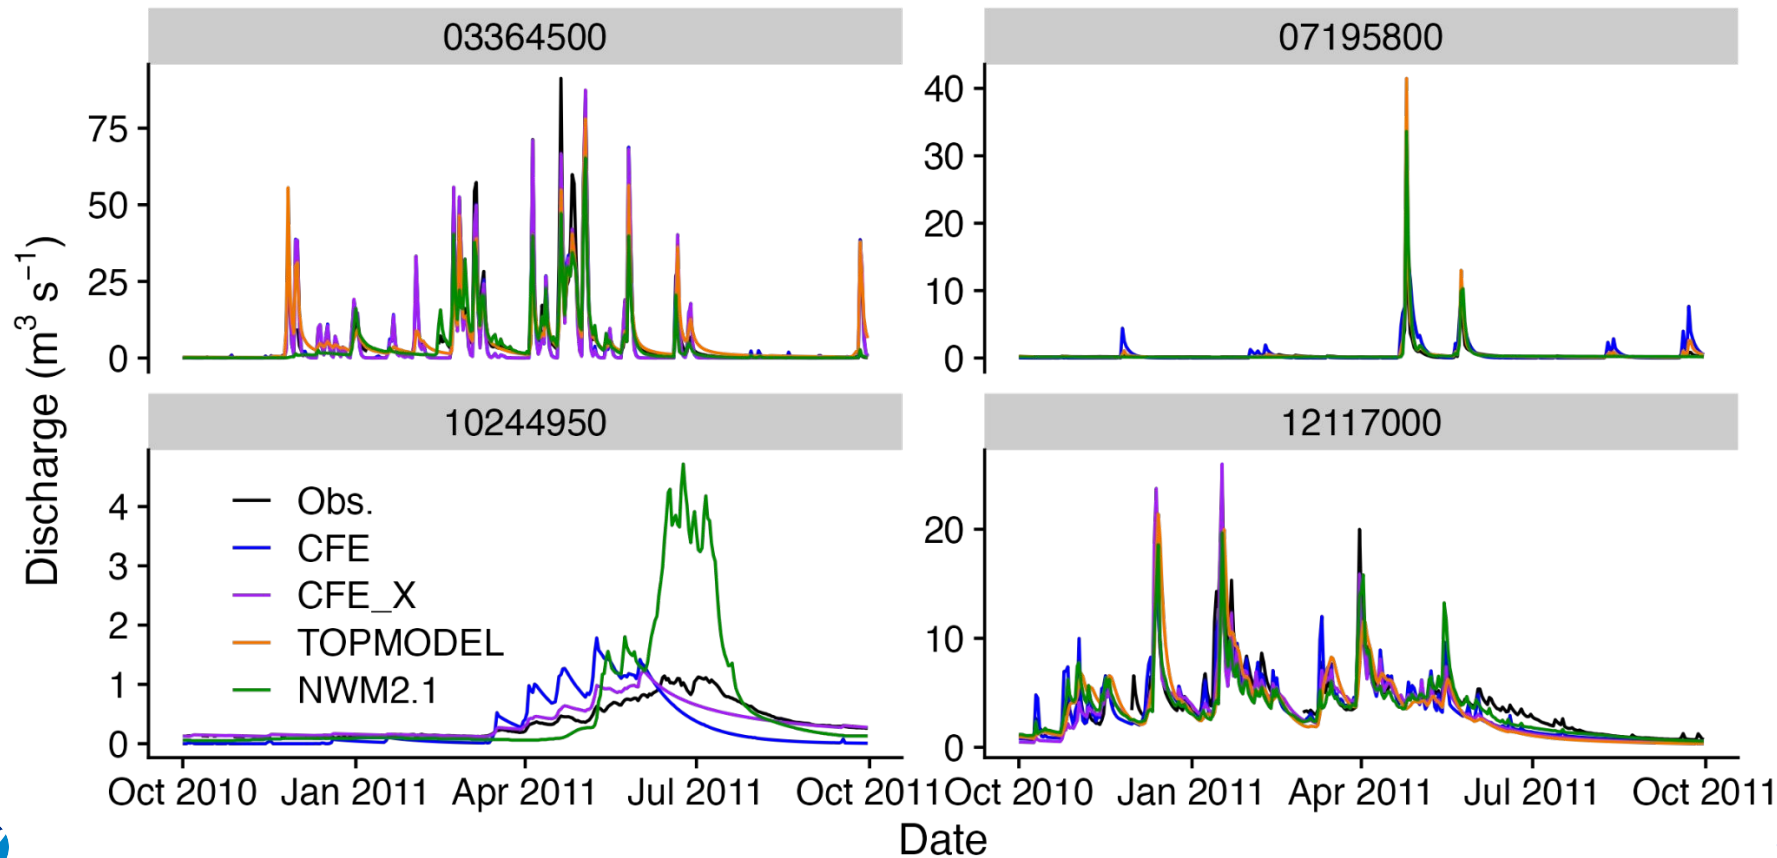 03364500
07195800
Discharge (m³ s⁻¹)
75
50
25
0
40
30
20
10
0
10244950
12117000
4
3
2
1
0
Obs.
CFE
CFE_X
TOPMODEL
NWM2.1
20
10
0
Oct 2010 Jan 2011 Apr 2011 Jul 2011 Oct 2011
Oct 2010 Jan 2011 Apr 2011 Jul 2011 Oct 2011
Date